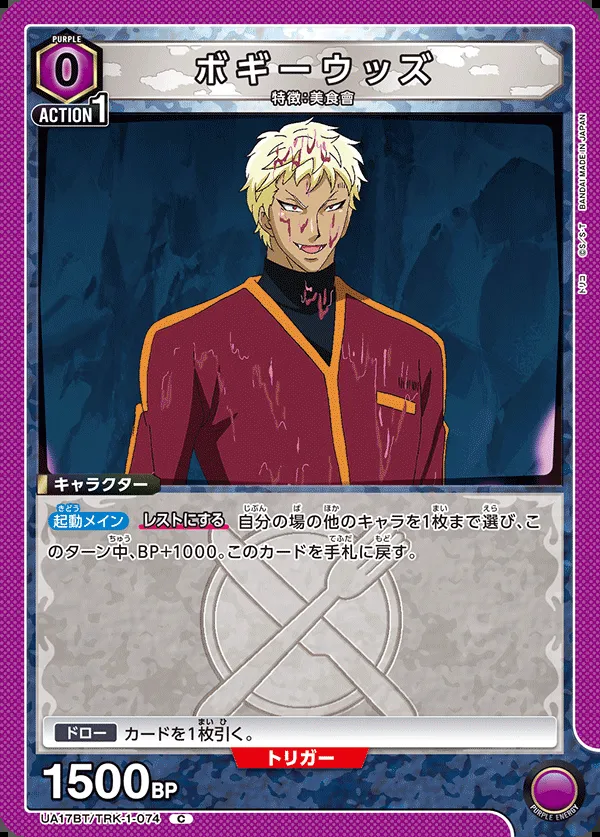 PURPLE
0
ACTION 1
ボギーウッズ
特徴:美食會
トリコ ©S/S・T BANDAI MADE IN JAPAN
キャラクター
起動メイン レストにする 自分の場の他のキャラを1枚まで選び、こ
のターン中、BP+1000。このカードを手札に戻す。
ドロー カードを1枚引く。
トリガー
1500BP
UA17BT/TRK-1-074 C
PURPLE ENERGY